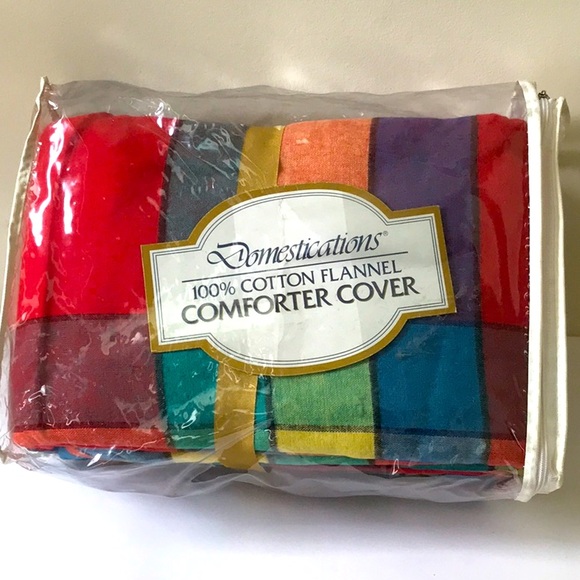 Domestications®
100% COTTON FLANNEL
COMFORTER COVER